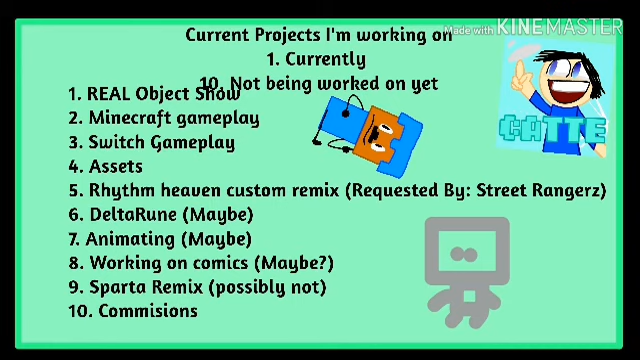 Current Projects I'm working on
Made with KINEMASTER
1. Currently
10. Not being worked on yet
1. REAL Object Show
2. Minecraft gameplay
3. Switch Gameplay
4. Assets
5. Rhythm heaven custom remix (Requested By: Street Rangerz)
6. DeltaRune (Maybe)
7. Animating (Maybe)
8. Working on comics (Maybe?)
9. Sparta Remix (possibly not)
10. Commisions
CATTE